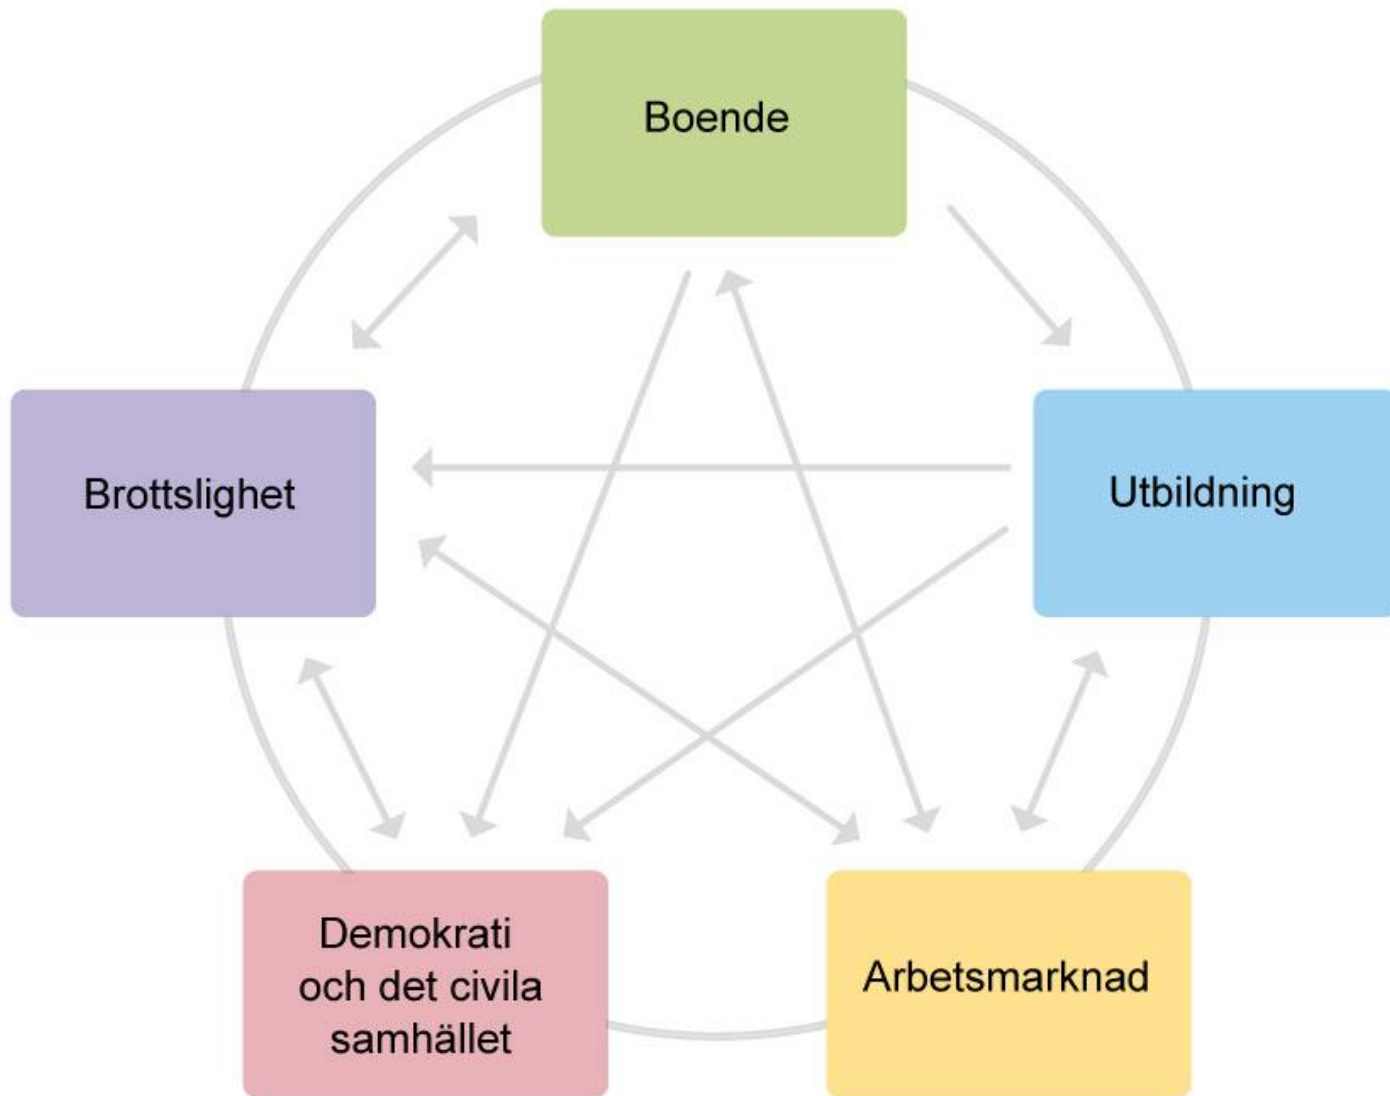 Boende
Brottslighet
Utbildning
Demokrati
och det civila
samhället
Arbetsmarknad